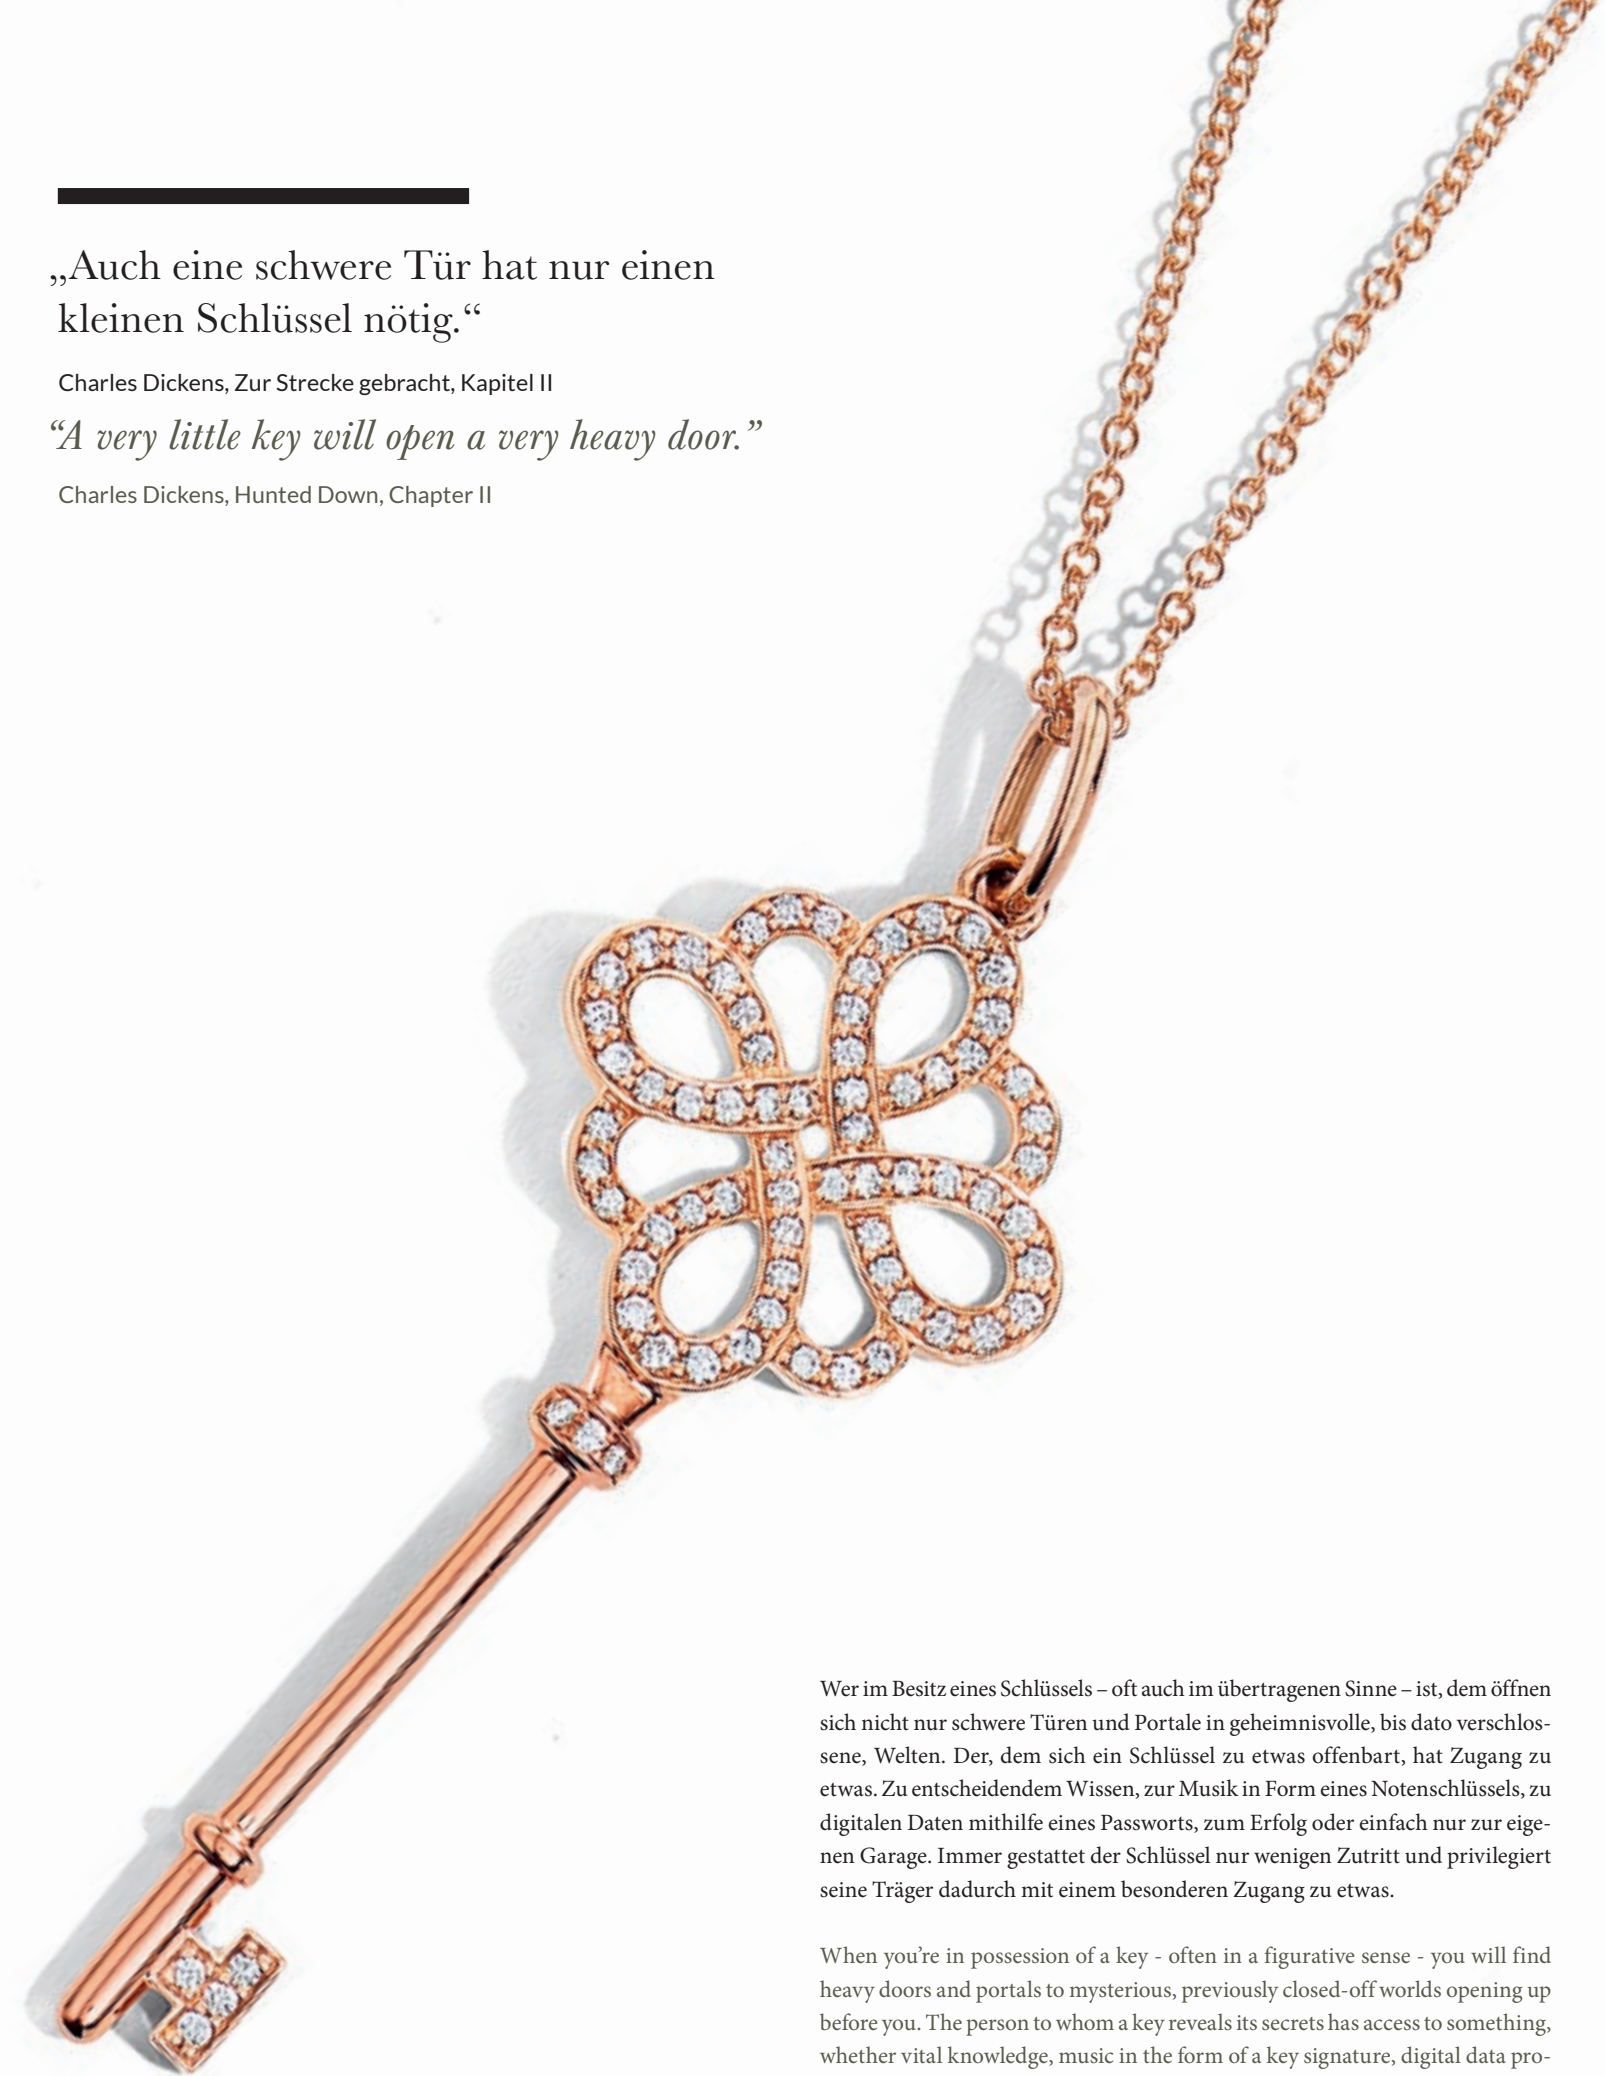 „Auch eine schwere Tür hat nur einen
kleinen Schlüssel nötig.“
Charles Dickens, Zur Strecke gebracht, Kapitel II
“A very little key will open a very heavy door.”
Charles Dickens, Hunted Down, Chapter II
Wer im Besitz eines Schlüssels – oft auch im übertragenen Sinne – ist, dem öffnen
sich nicht nur schwere Türen und Portale in geheimnisvolle, bis dato verschlos-
sene, Welten. Der, dem sich ein Schlüssel zu etwas offenbart, hat Zugang zu
etwas. Zu entscheidendem Wissen, zur Musik in Form eines Notenschlüssels, zu
digitalen Daten mithilfe eines Passworts, zum Erfolg oder einfach nur zur eige-
nen Garage. Immer gestattet der Schlüssel nur wenigen Zutritt und privilegiert
seine Träger dadurch mit einem besonderen Zugang zu etwas.
When you’re in possession of a key - often in a figurative sense - you will find
heavy doors and portals to mysterious, previously closed-off worlds opening up
before you. The person to whom a key reveals its secrets has access to something,
whether vital knowledge, music in the form of a key signature, digital data pro-